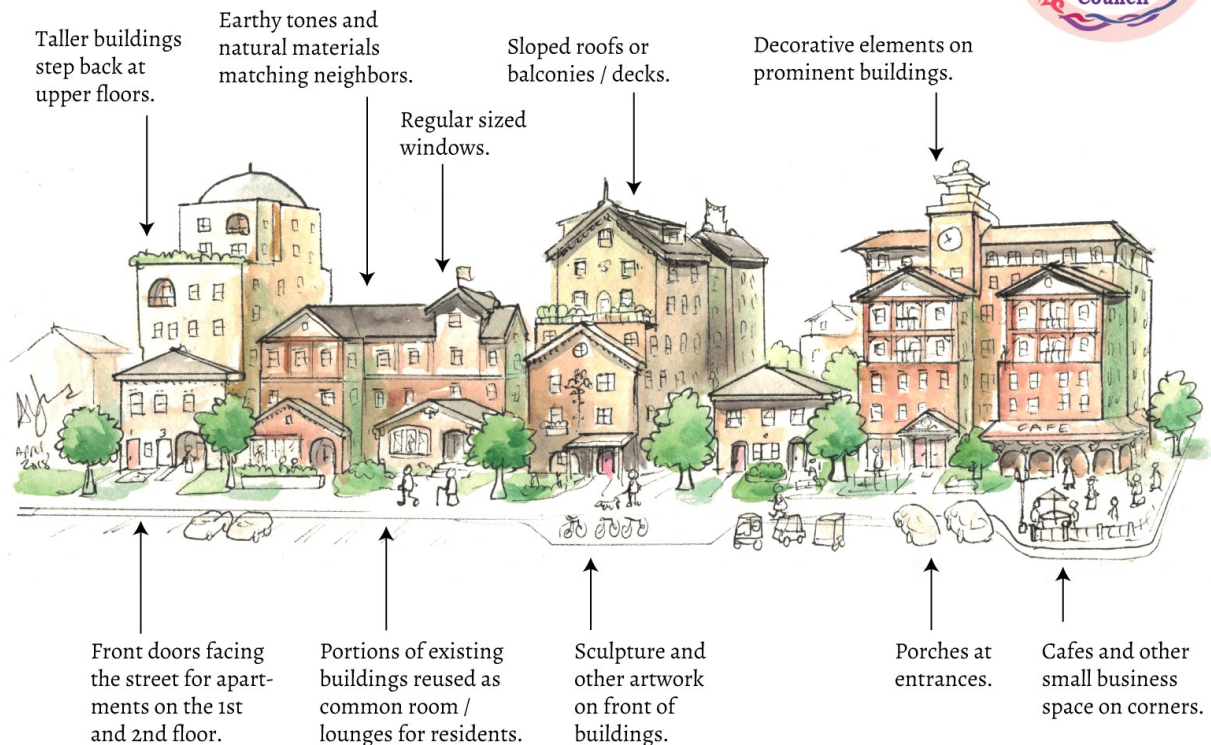 Council
Taller buildings
step back at
upper floors.
Earthy tones and
natural materials
matching neighbors.
Regular sized
windows.
Sloped roofs or
balconies / decks.
Decorative elements on
prominent buildings.
CAFE
3
APRIL
2018
Front doors facing
the street for apart-
ments on the 1st
and 2nd floor.
Portions of existing
buildings reused as
common room /
lounges for residents.
Sculpture and
other artwork
on front of
buildings.
Porches at
entrances.
Cafes and other
small business
space on corners.